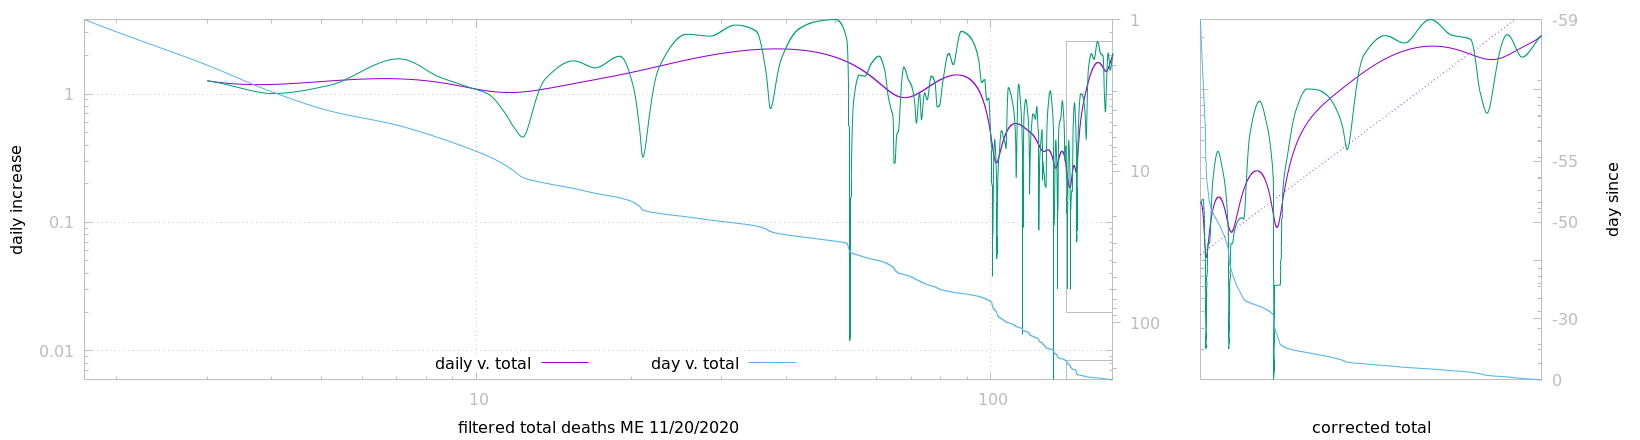 1
-59
1
10
-55
daily increase
day since
0.1
-50
100
-30
0.01
daily v. total
day v. total
0
10
100
filtered total deaths ME 11/20/2020
corrected total